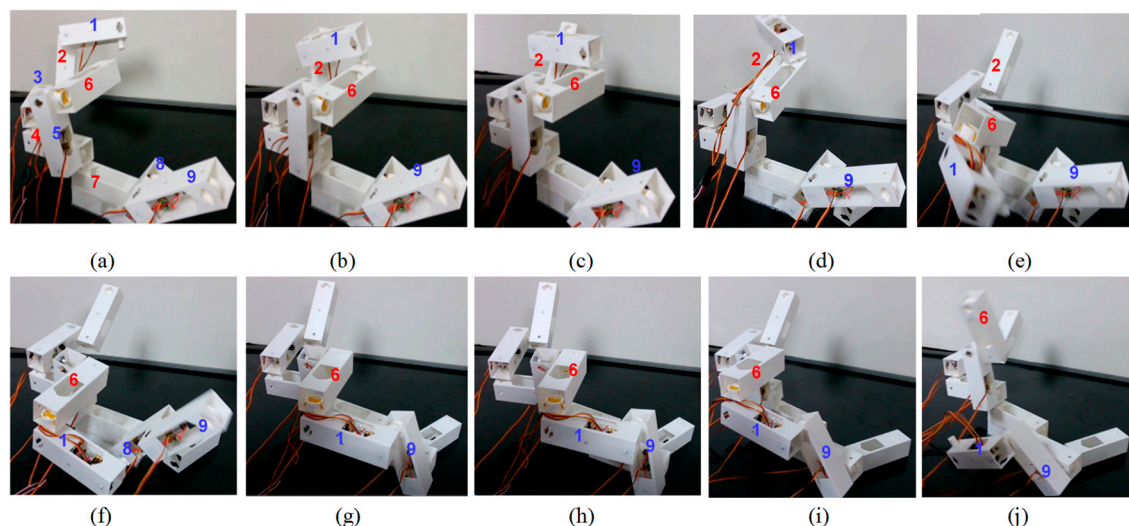 1 1 1 1
2 2 2 2 2
3 6 6 6 6 6
4 5
8 9 9 9 9 1 9
7
(a) (b) (c) (d) (e)
6 6 6 6 6
1 8 9 1 9 1 9 1 9 1 9
(f) (g) (h) (i) (j)